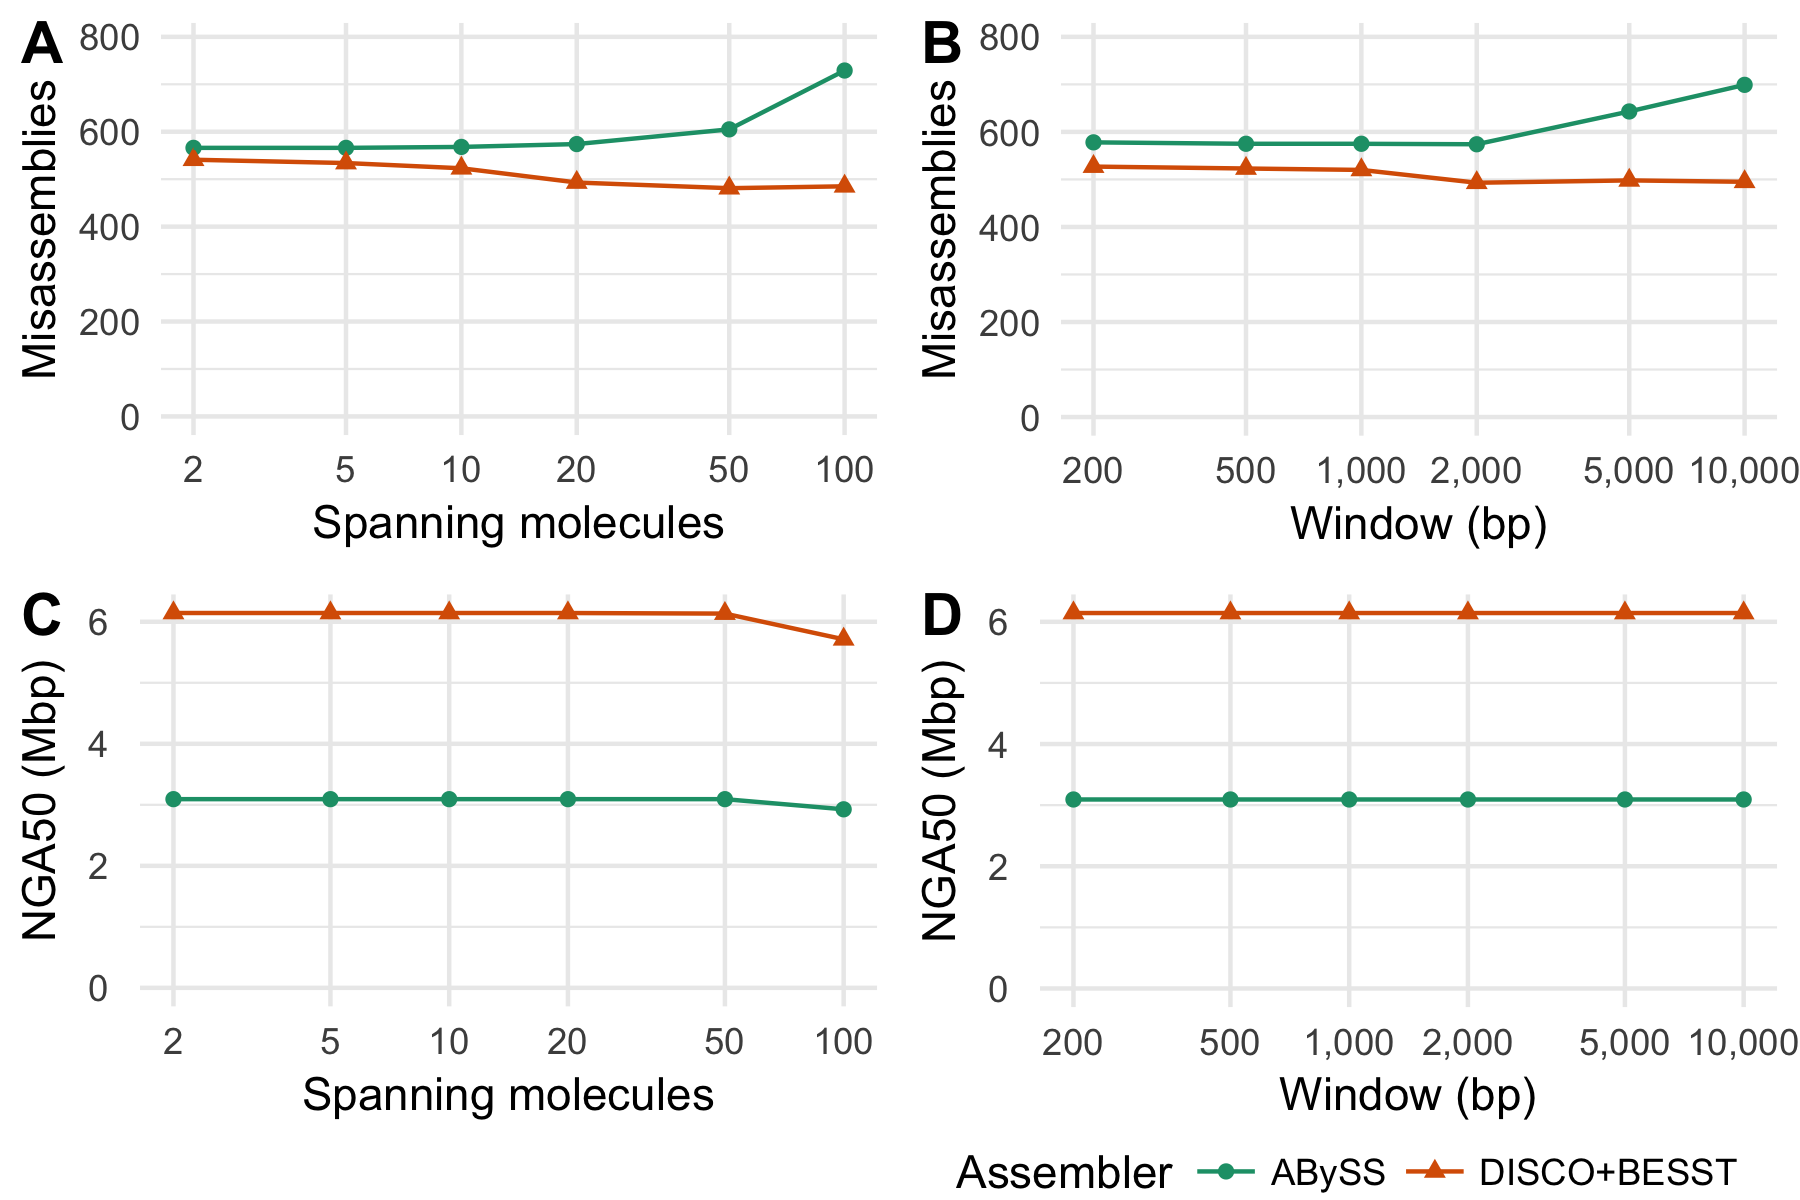 A
Misassemblies
800
600
400
200
0
2 5 10 20 50 100
Spanning molecules
B
Misassemblies
800
600
400
200
0
200 500 1,000 2,000 5,000 10,000
Window (bp)
C
NGA50 (Mbp)
6
4
2
0
2 5 10 20 50 100
Spanning molecules
D
NGA50 (Mbp)
6
4
2
0
200 500 1,000 2,000 5,000 10,000
Window (bp)
Assembler ABySS DISCO+BESST